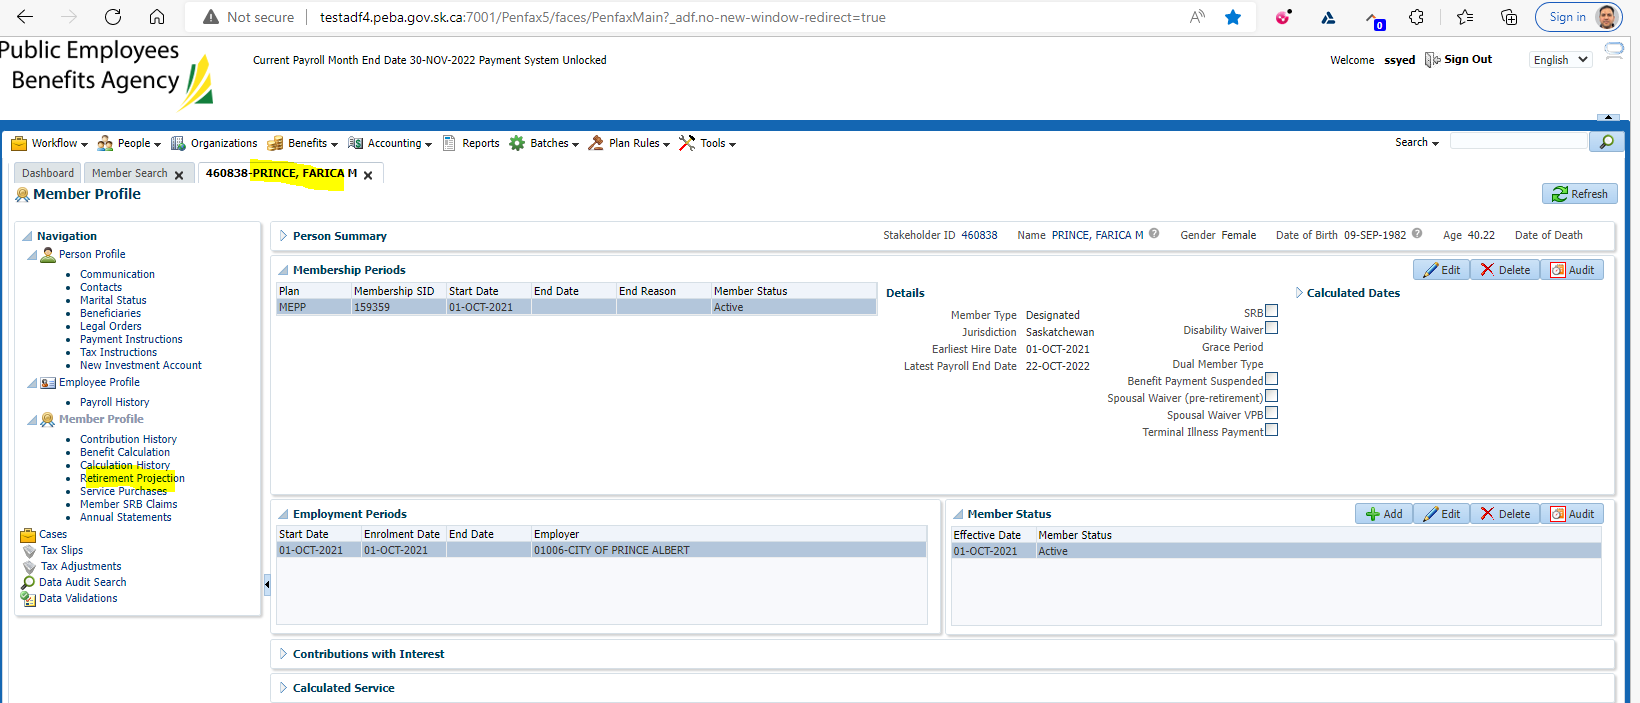 Not secure | testadf4.peba.gov.sk.ca:7001/Penfax5/faces/PenfaxMain?_adf.no-new-window-redirect=true
0
Sign in
Public Employees
Benefits Agency
Current Payroll Month End Date 30-NOV-2022 Payment System Unlocked
Welcome ssyed Sign Out English
Workflow People Organizations Benefits Accounting Reports Batches Plan Rules Tools Search
Dashboard Member Search 460838-PRINCE, FARICA M
Member Profile
Refresh
Navigation
Person Profile
Communication
Contacts
Marital Status
Beneficiaries
Legal Orders
Payment Instructions
Tax Instructions
New Investment Account
Employee Profile
Payroll History
Member Profile
Contribution History
Benefit Calculation
Calculation History
Retirement Projection
Service Purchases
Member SRB Claims
Annual Statements
Cases
Tax Slips
Tax Adjustments
Data Audit Search
Data Validations
Person Summary
Stakeholder ID 460838 Name PRINCE, FARICA M Gender Female Date of Birth 09-SEP-1982 Age 40.22 Date of Death
Membership Periods
Edit Delete Audit
Plan Membership SID Start Date End Date End Reason Member Status
MEPP 159359 01-OCT-2021 Active
Details
Member Type Designated
Jurisdiction Saskatchewan
Earliest Hire Date 01-OCT-2021
Latest Payroll End Date 22-OCT-2022
SRB
Disability Waiver
Grace Period
Dual Member Type
Benefit Payment Suspended
Spousal Waiver (pre-retirement)
Spousal Waiver VPB
Terminal Illness Payment
Calculated Dates
Employment Periods
Start Date Enrolment Date End Date Employer
01-OCT-2021 01-OCT-2021 01006-CITY OF PRINCE ALBERT
Member Status
Add Edit Delete Audit
Effective Date Member Status
01-OCT-2021 Active
Contributions with Interest
Calculated Service